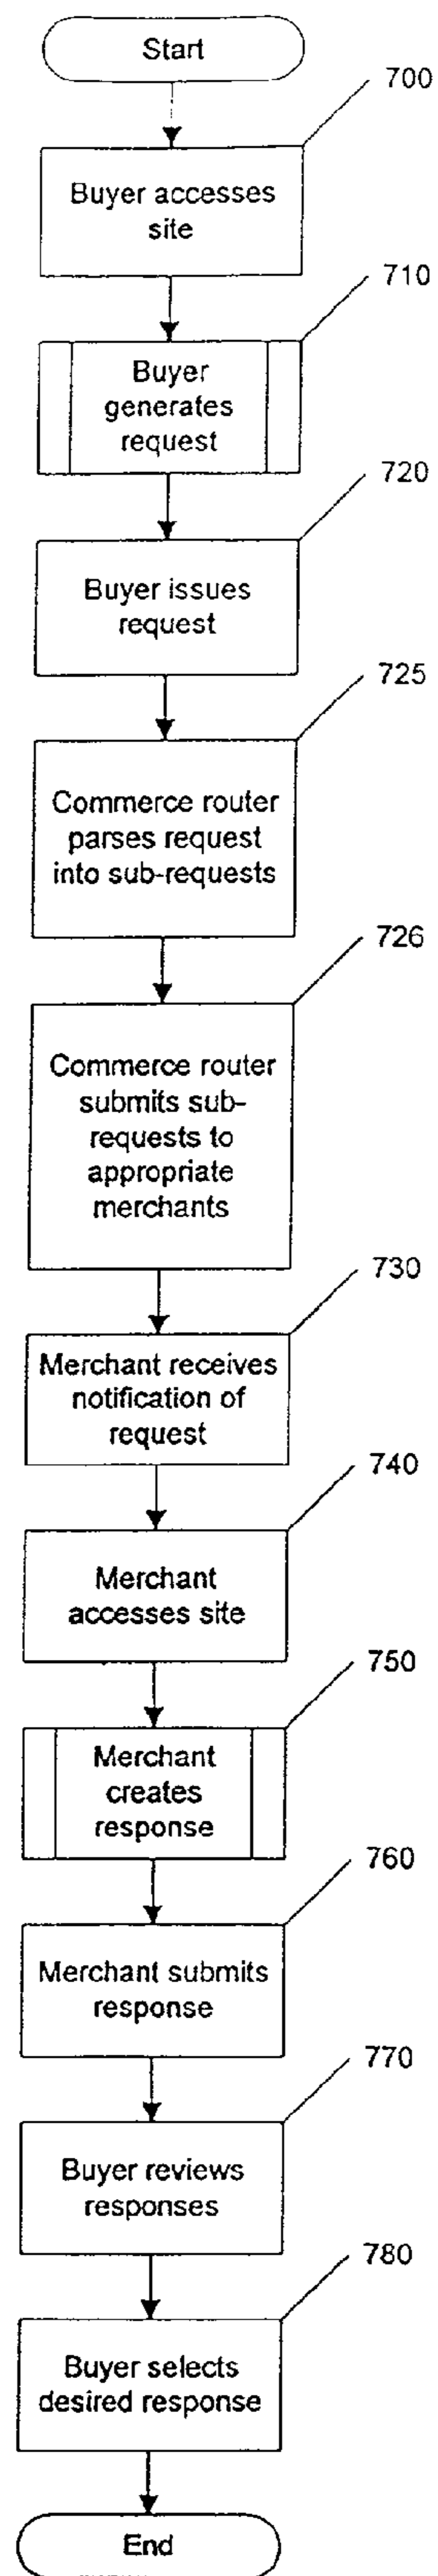 Start
700
Buyer accesses
site
710
Buyer
generates
request
720
Buyer issues
request
725
Commerce router
parses request
into sub-requests
726
Commerce router
submits sub-
requests to
appropriate
merchants
730
Merchant receives
notification of
request
740
Merchant
accesses site
750
Merchant
creates
response
760
Merchant submits
response
770
Buyer reviews
responses
780
Buyer selects
desired response
End